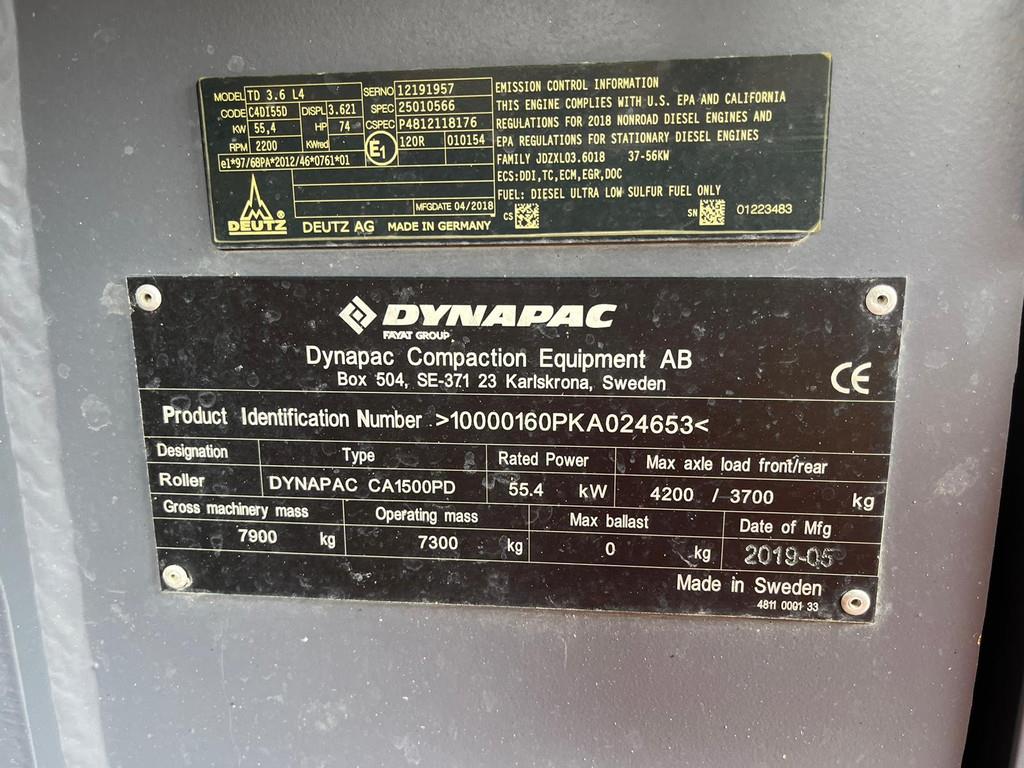 MODEL TD 3.6 L4 SERNO 12191957
CODE C4DI55D DISPL 3.621 SPEC 25010566
KW 55,4 HP 74 CSPEC P4812118176
RPM 2200 KWred E1 120R 010154
e1*97/68PA*2012/46*0761*01
MFGDATE 04/2018
DEUTZ ® DEUTZ AG MADE IN GERMANY
EMISSION CONTROL INFORMATION
THIS ENGINE COMPLIES WITH U.S. EPA AND CALIFORNIA
REGULATIONS FOR 2018 NONROAD DIESEL ENGINES AND
EPA REGULATIONS FOR STATIONARY DIESEL ENGINES
FAMILY JDZXL03.6018 37-56KW
ECS:DDI,TC,ECM,EGR,DOC
FUEL: DIESEL ULTRA LOW SULFUR FUEL ONLY
CS SN 01223483
DYNAPAC
FAYAT GROUP
Dynapac Compaction Equipment AB
Box 504, SE-371 23 Karlskrona, Sweden
CE
Product Identification Number >10000160PKA024653<
Designation Type Rated Power Max axle load front/rear
Roller DYNAPAC CA1500PD 55.4 kW 4200 / 3700 kg
Gross machinery mass Operating mass Max ballast Date of Mfg
7900 kg 7300 kg 0 kg 2019-05
Made in Sweden
4811 0001 33